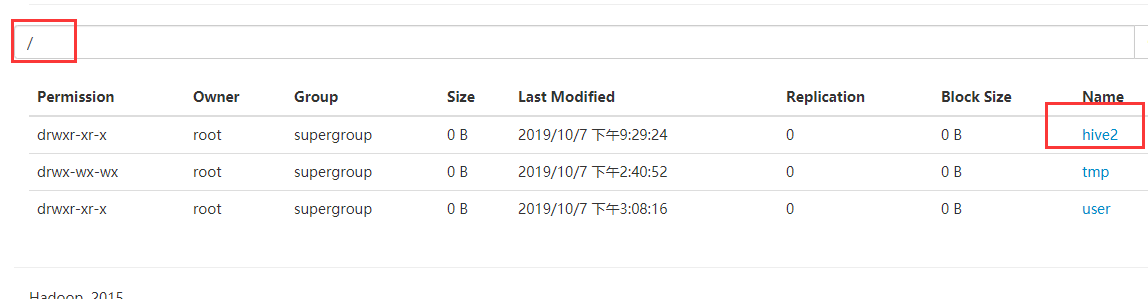 /
Permission Owner Group Size Last Modified Replication Block Size Name
drwxr-xr-x root supergroup 0 B 2019/10/7 下午9:29:24 0 0 B hive2
drwx-wx-wx root supergroup 0 B 2019/10/7 下午2:40:52 0 0 B tmp
drwxr-xr-x root supergroup 0 B 2019/10/7 下午3:08:16 0 0 B user
Hadoop, 2015.